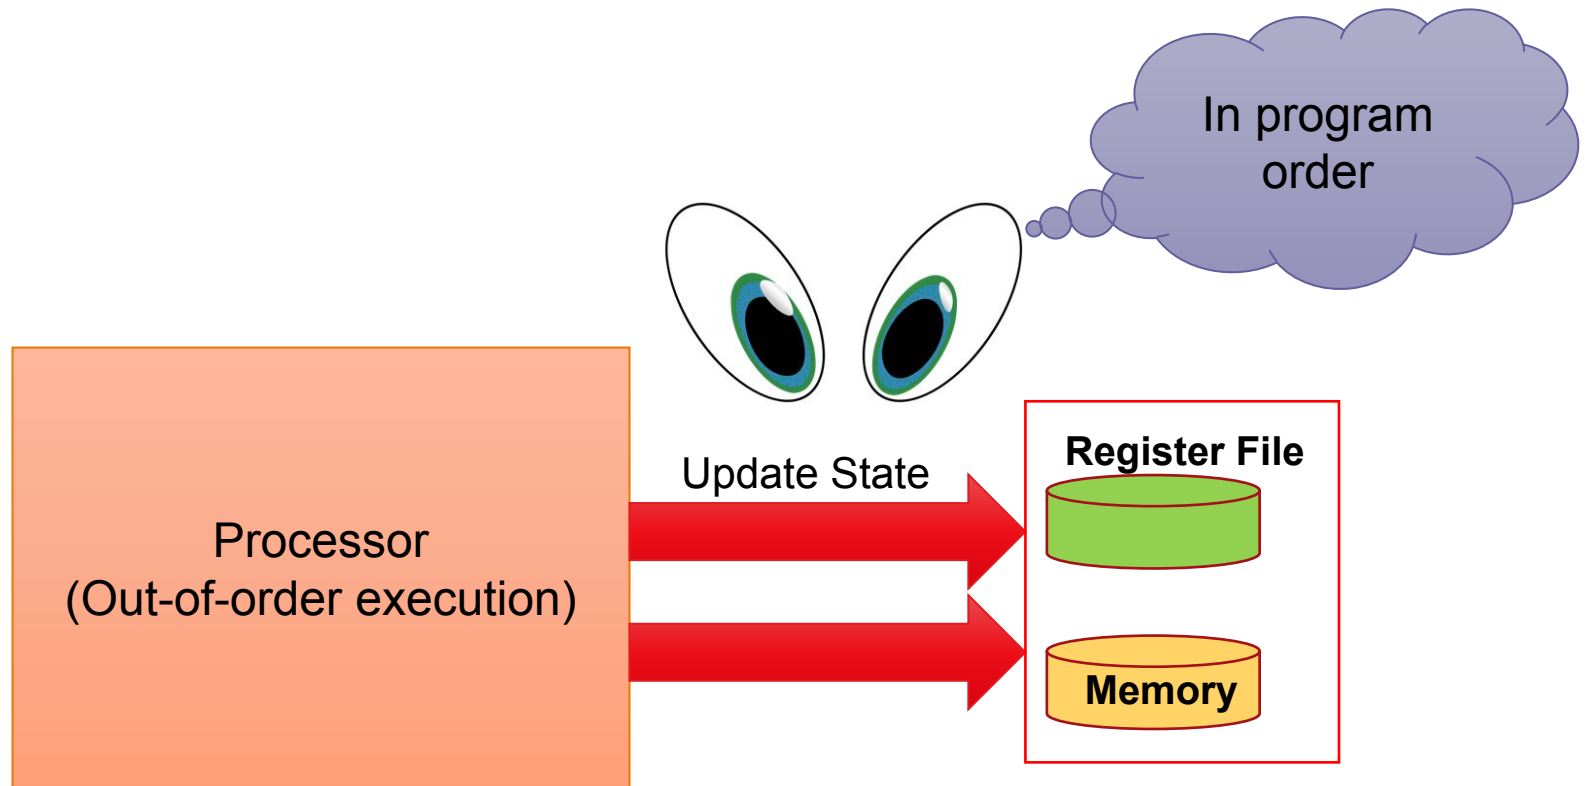 In program
order
Update State
Register File
Processor
(Out-of-order execution)
Memory